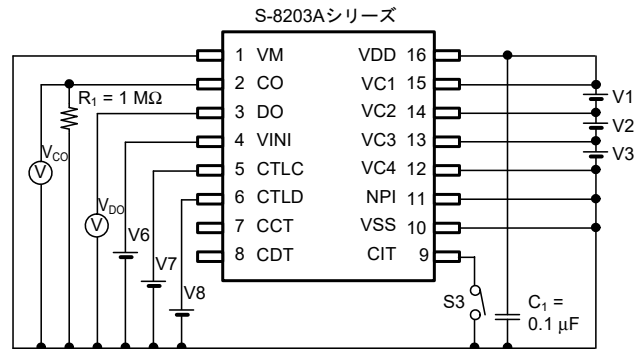 S-8203Aシリーズ
1 VM
2 CO
3 DO
4 VINI
5 CTLC
6 CTLD
7 CCT
8 CDT
VDD 16
VC1 15
VC2 14
VC3 13
VC4 12
NPI 11
VSS 10
CIT 9
R1 = 1 MΩ
VCO
V
VDO
V
V6
V7
V8
V1
V2
V3
S3
C1 =
0.1 μF